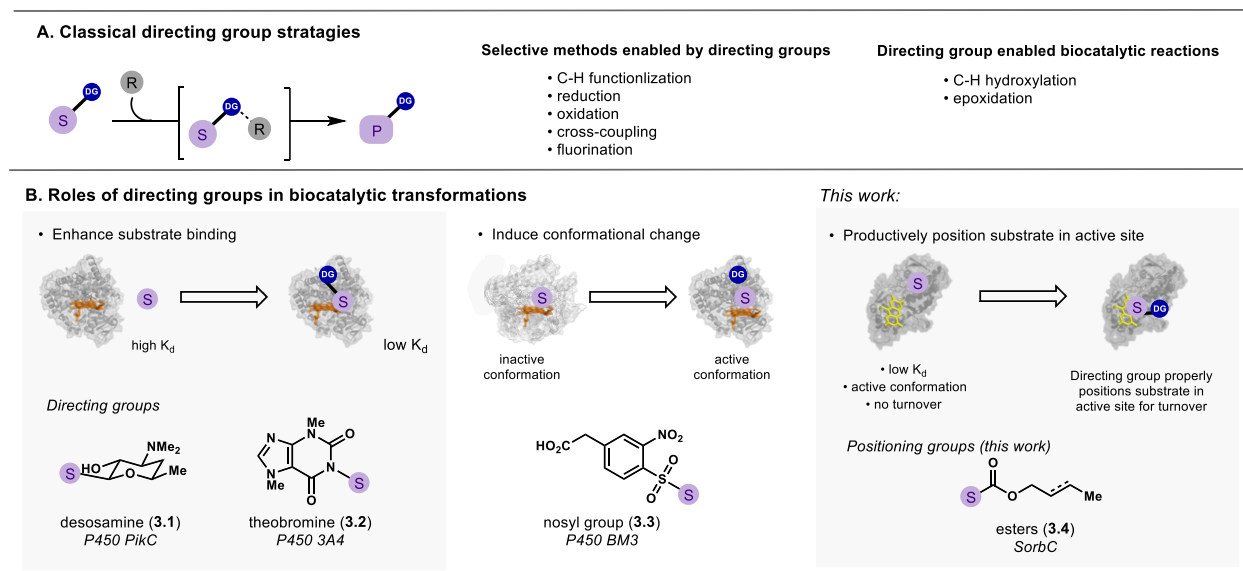 A. Classical directing group stratagies
Selective methods enabled by directing groups
• C-H functionlization
• reduction
• oxidation
• cross-coupling
• fluorination
Directing group enabled biocatalytic reactions
• C-H hydroxylation
• epoxidation
S
DG
R
S
DG
R
P
DG
B. Roles of directing groups in biocatalytic transformations
This work:
• Enhance substrate binding
S
high Kd
DG
S
low Kd
Directing groups
S
HO
O
NMe2
Me
desosamine (3.1)
P450 PikC
N
N
Me
Me
N
O
N
O
S
theobromine (3.2)
P450 3A4
• Induce conformational change
S
inactive
conformation
DG
S
active
conformation
HO2C
NO2
O
S
O
S
nosyl group (3.3)
P450 BM3
• Productively position substrate in active site
S
• low Kd
• active conformation
• no turnover
S
DG
Directing group properly
positions substrate in
active site for turnover
Positioning groups (this work)
O
S
O
Me
esters (3.4)
SorbC